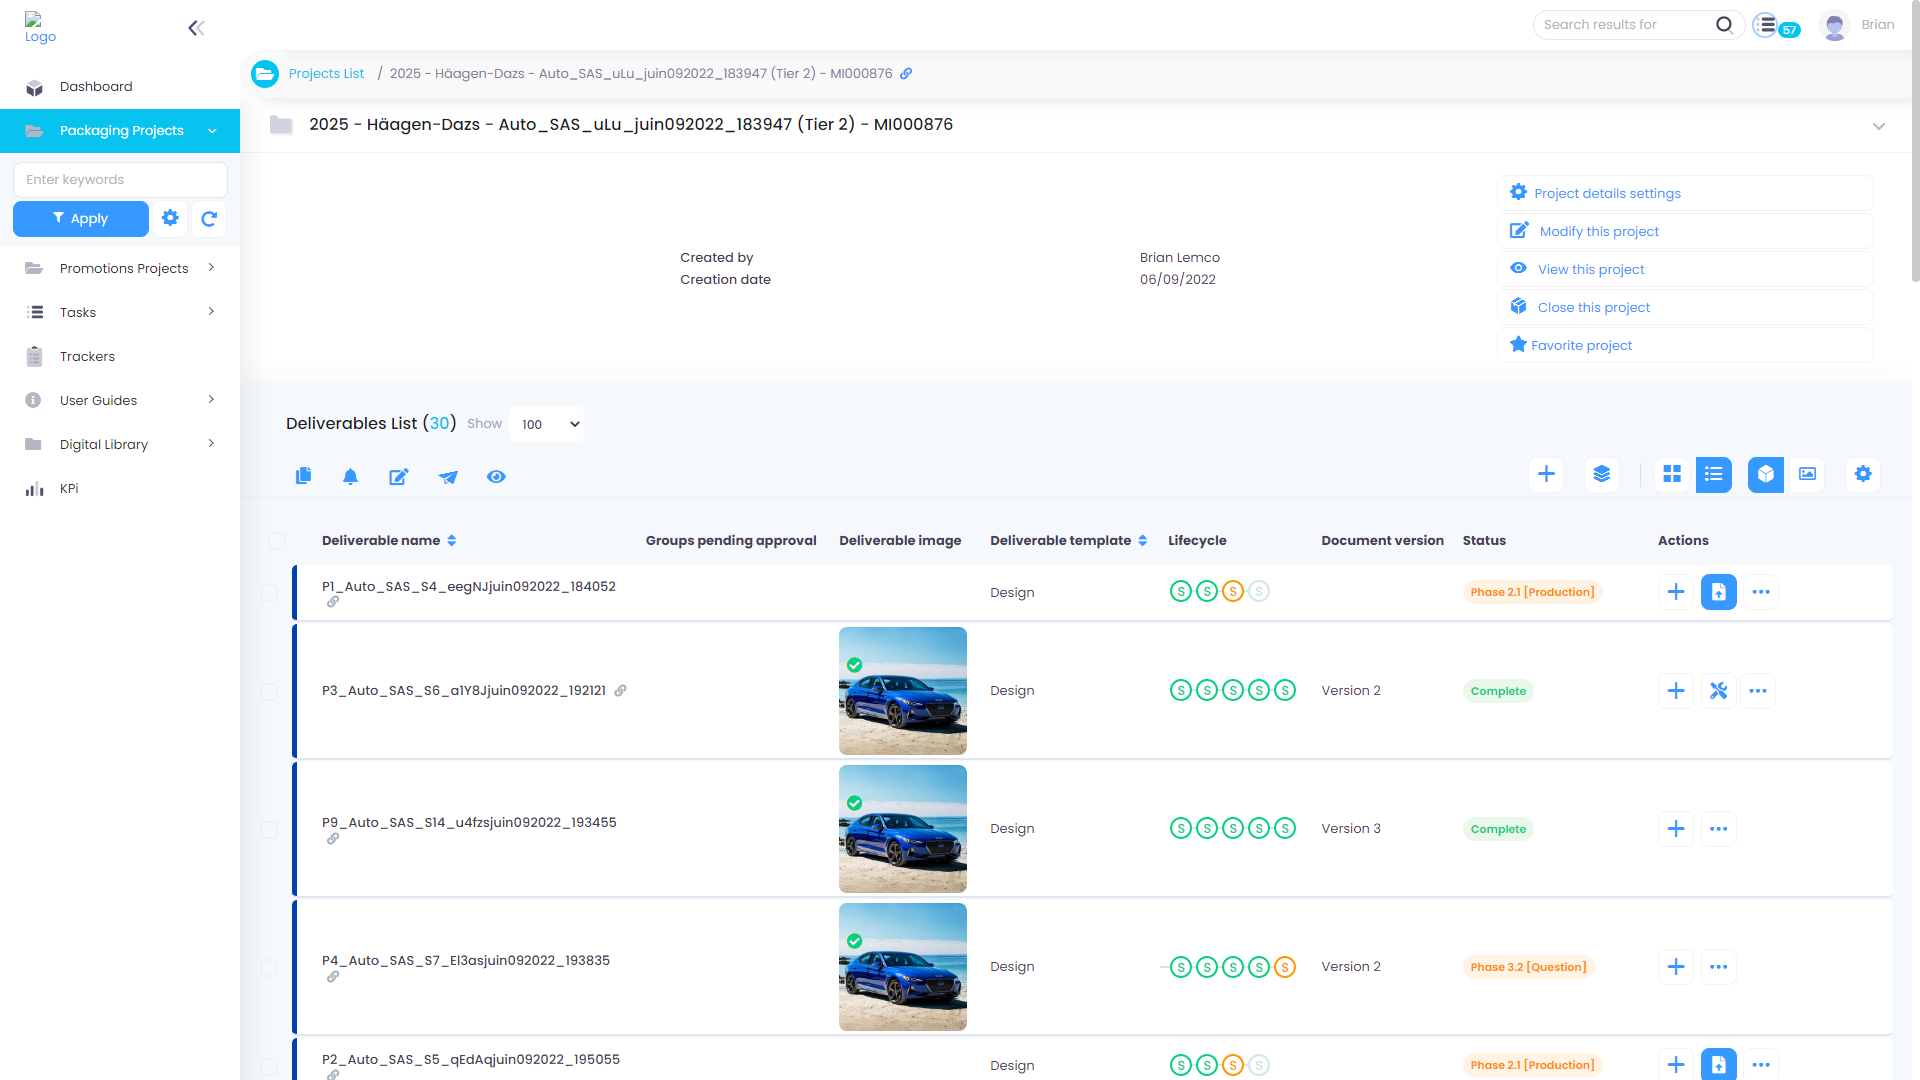 Logo
Search results for
57
Brian
Projects List / 2025 - Häagen-Dazs - Auto_SAS_uLu_juin092022_183947 (Tier 2) - MI000876
Dashboard
Packaging Projects
Enter keywords
Apply
Promotions Projects
Tasks
Trackers
User Guides
Digital Library
KPi
2025 - Häagen-Dazs - Auto_SAS_uLu_juin092022_183947 (Tier 2) - MI000876
Created by Brian Lemco
Creation date 06/09/2022
Project details settings
Modify this project
View this project
Close this project
Favorite project
Deliverables List (30) Show 100
Deliverable name Groups pending approval Deliverable image Deliverable template Lifecycle Document version Status Actions
P1_Auto_SAS_S4_eegNJjuin092022_184052 Design S S S S Phase 2.1 [Production]
P3_Auto_SAS_S6_a1Y8Jjuin092022_192121 Design S S S S S Version 2 Complete
P9_Auto_SAS_S14_u4fzsjuin092022_193455 Design S S S S S Version 3 Complete
P4_Auto_SAS_S7_El3asjuin092022_193835 Design S S S S S Version 2 Phase 3.2 [Question]
P2_Auto_SAS_S5_qEdAqjuin092022_195055 Design S S S S Phase 2.1 [Production]